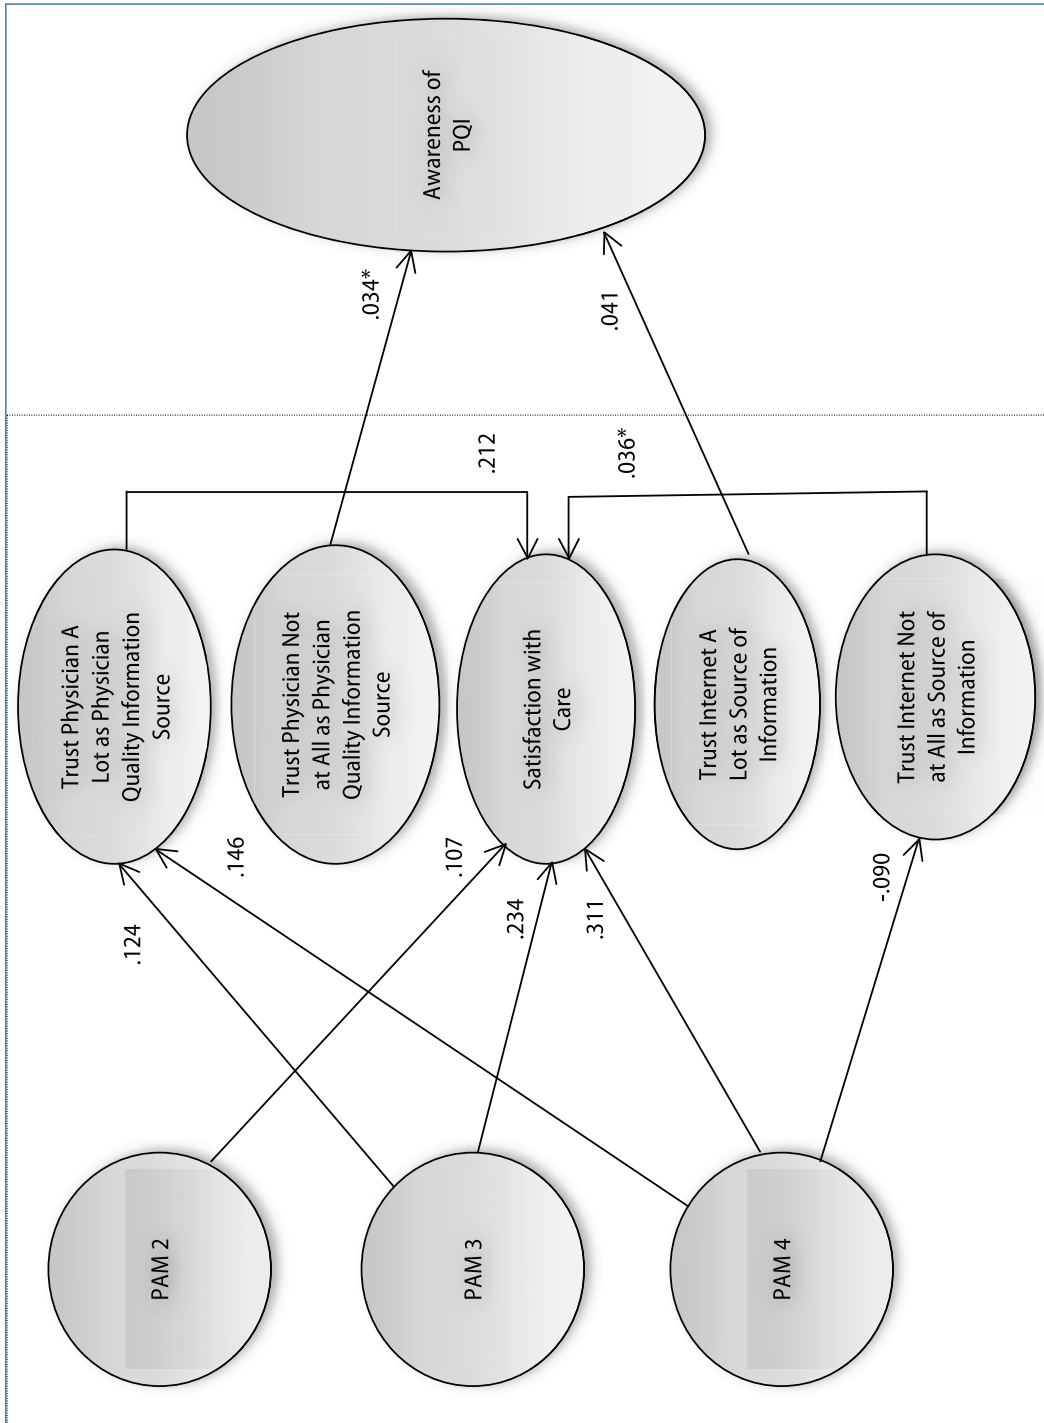 PAM 2
PAM 3
PAM 4
.124
.146
.107
.234
.311
-.090
Trust Physician A
Lot as Physician
Quality Information
Source
Trust Physician Not
at All as Physician
Quality Information
Source
Satisfaction with
Care
Trust Internet A
Lot as Source of
Information
Trust Internet Not
at All as Source of
Information
.212
.036*
.034*
.041
Awareness of
PQI